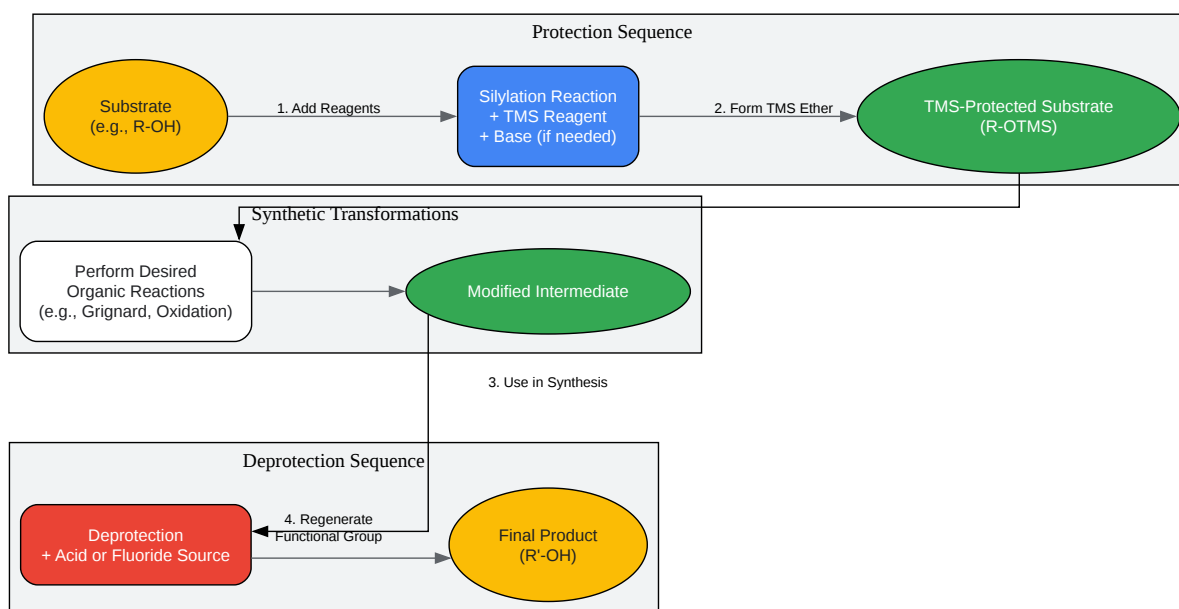 Protection Sequence
Substrate
(e.g., R-OH)
1. Add Reagents
Silylation Reaction
+ TMS Reagent
+ Base (if needed)
2. Form TMS Ether
TMS-Protected Substrate
(R-OTMS)
Synthetic Transformations
Perform Desired
Organic Reactions
(e.g., Grignard, Oxidation)
Modified Intermediate
3. Use in Synthesis
Deprotection Sequence
Deprotection
+ Acid or Fluoride Source
4. Regenerate
Functional Group
Final Product
(R'-OH)